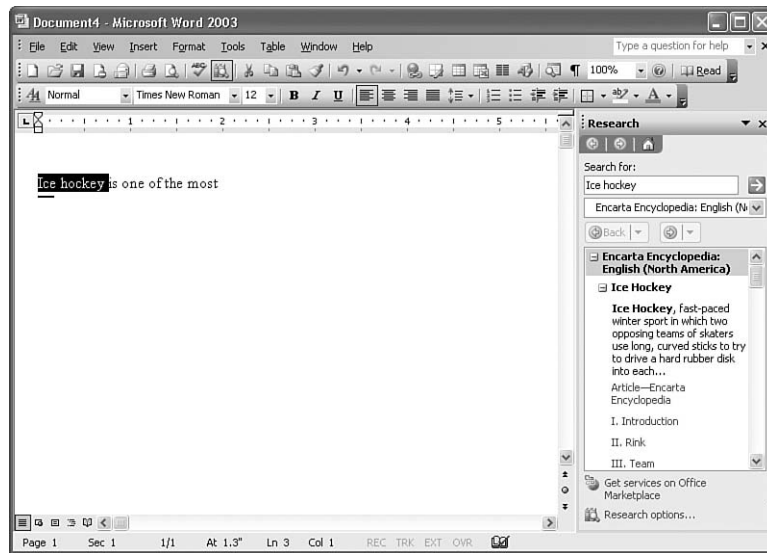 Document4 - Microsoft Word 2003
File Edit View Insert Format Tools Table Window Help Type a question for help
100% Read
Normal Times New Roman 12 B I U
1 2 3 4 5
Ice hockey is one of the most
Research
Search for:
Ice hockey
Encarta Encyclopedia: English (N
Back
Encarta Encyclopedia:
English (North America)
Ice Hockey
Ice Hockey, fast-paced
winter sport in which two
opposing teams of skaters
use long, curved sticks to try
to drive a hard rubber disk
into each...
Article—Encarta
Encyclopedia
I. Introduction
II. Rink
III. Team
Get services on Office
Marketplace
Research options...
Page 1 Sec 1 1/1 At 1.3" Ln 3 Col 1 REC TRK EXT OVR